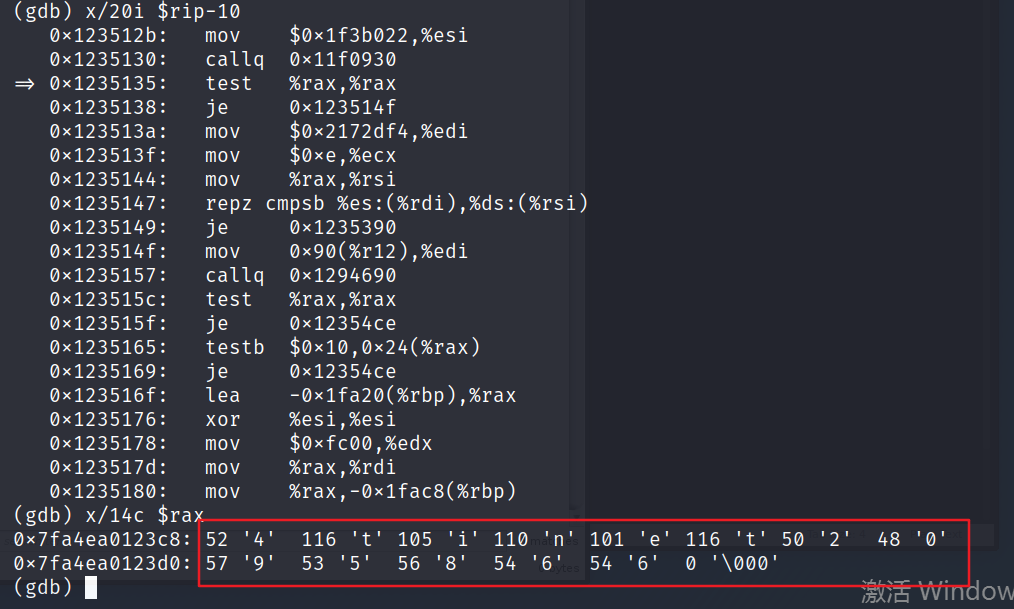 (gdb) x/20i $rip-10
0×123512b: mov $0×1f3b022,%esi
0×1235130: callq 0×11f0930
⇒ 0×1235135: test %rax,%rax
0×1235138: je 0×123514f
0×123513a: mov $0×2172df4,%edi
0×123513f: mov $0×e,%ecx
0×1235144: mov %rax,%rsi
0×1235147: repz cmpsb %es:(%rdi),%ds:(%rsi)
0×1235149: je 0×1235390
0×123514f: mov 0×90(%r12),%edi
0×1235157: callq 0×1294690
0×123515c: test %rax,%rax
0×123515f: je 0×12354ce
0×1235165: testb $0×10,0×24(%rax)
0×1235169: je 0×12354ce
0×123516f: lea -0×1fa20(%rbp),%rax
0×1235176: xor %esi,%esi
0×1235178: mov $0×fc00,%edx
0×123517d: mov %rax,%rdi
0×1235180: mov %rax,-0×1fac8(%rbp)
(gdb) x/14c $rax
0×7fa4ea0123c8: 52 '4' 116 't' 105 'i' 110 'n' 101 'e' 116 't' 50 '2' 48 '0'
0×7fa4ea0123d0: 57 '9' 53 '5' 56 '8' 54 '6' 54 '6' 0 '\000'
(gdb)
激活 Window